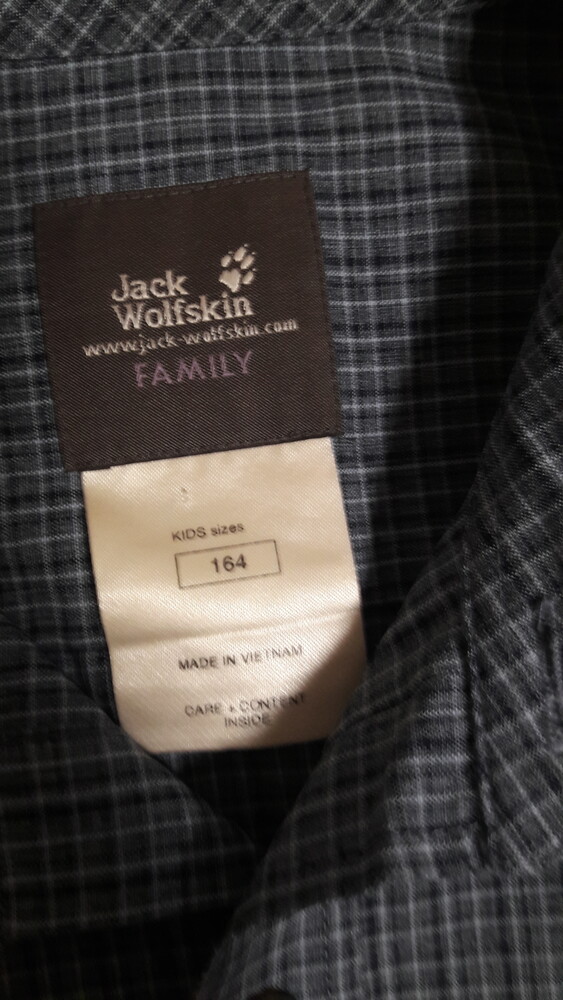 Jack
Wolfskin
www.jack-wolfskin.com
FAMILY
KIDS sizes
164
MADE IN VIETNAM
CARE + CONTENT
INSIDE